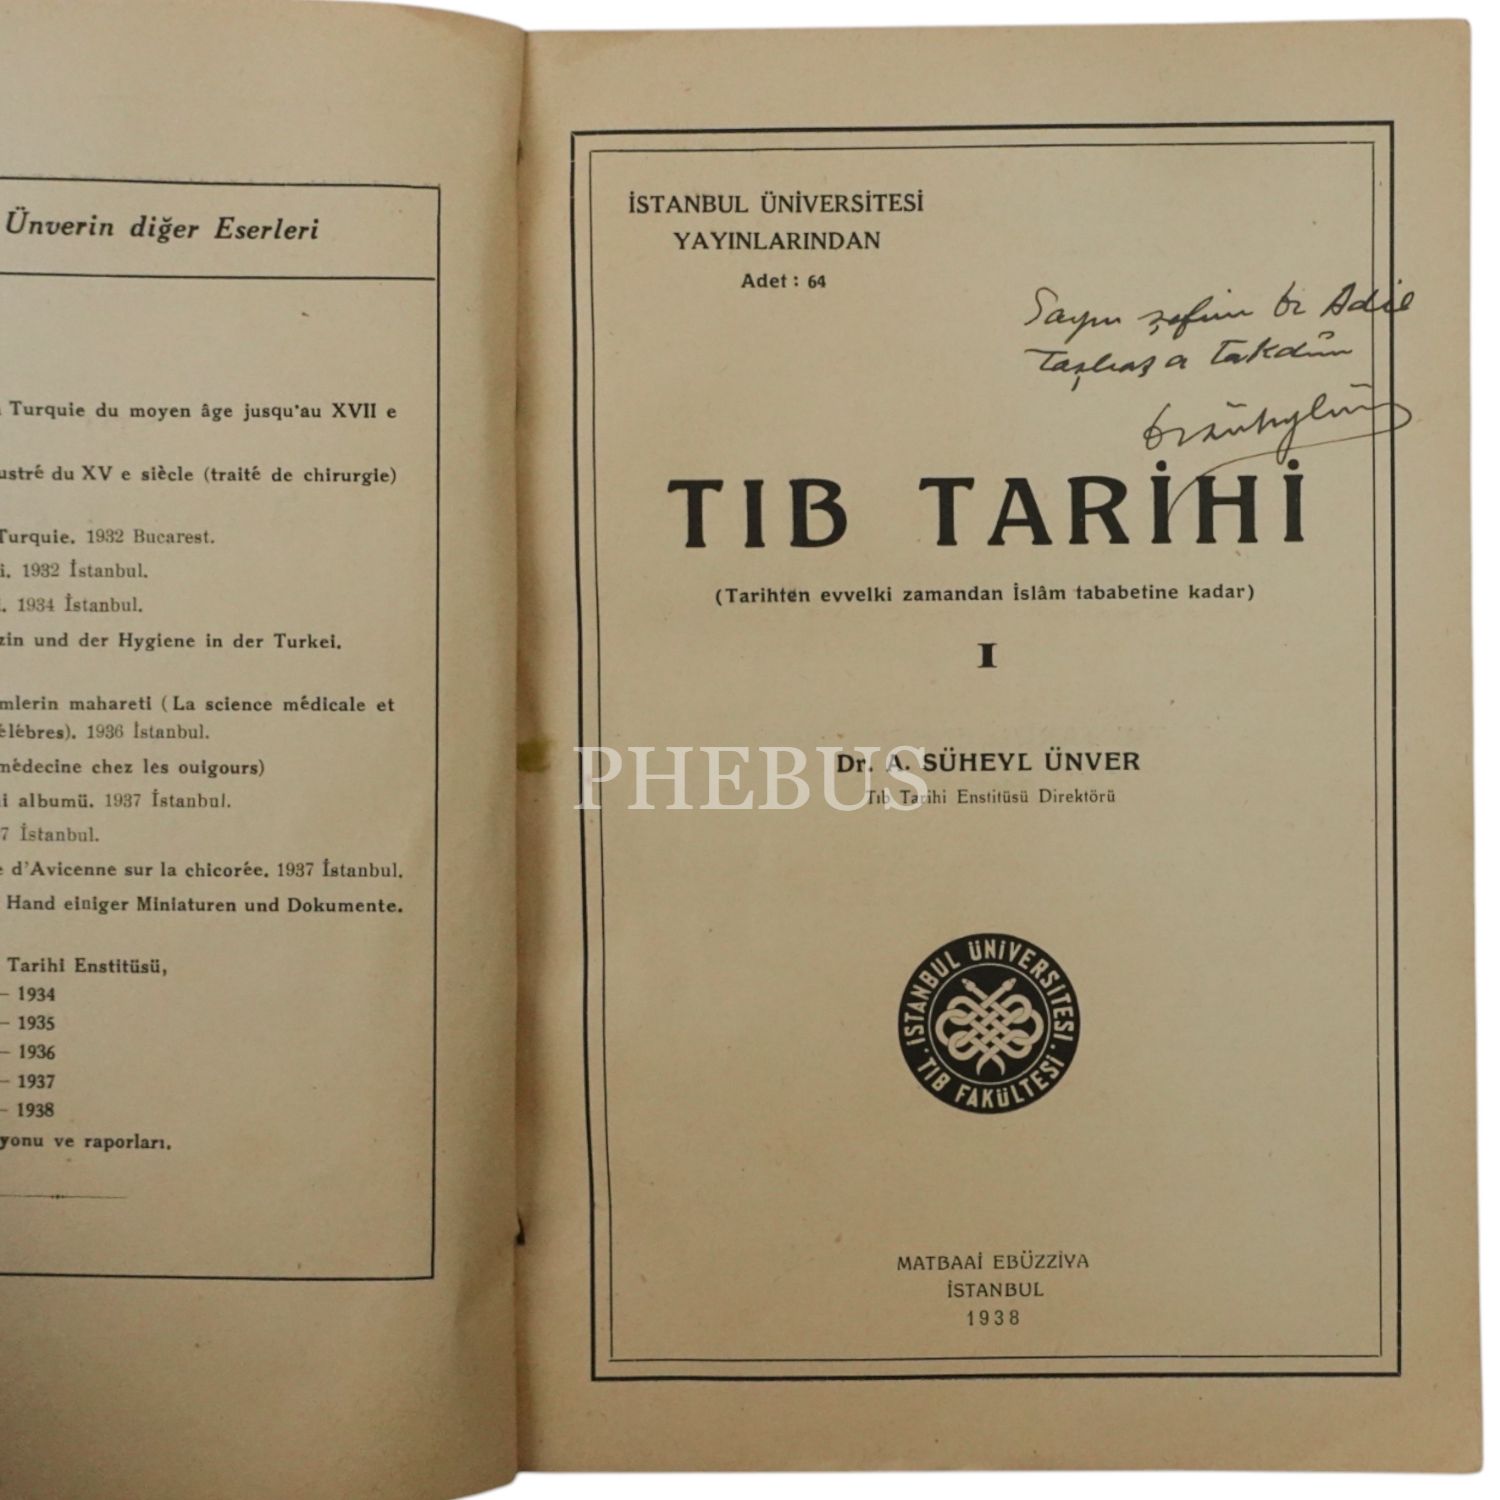 Ünverin diğer Eserleri
Turquie du moyen âge jusqu'au XVII e
ustré du XV e siècle (traité de chirurgie)
Turquie. 1932 Bucarest.
i. 1932 İstanbul.
1934 İstanbul.
zin und der Hygiene in der Turkei.
mlerin mahareti (La science médicale et
élèbres). 1936 İstanbul.
médecine chez les ouigours)
i albumü. 1937 İstanbul.
7 İstanbul.
e d'Avicenne sur la chicorée. 1937 İstanbul.
Hand einiger Miniaturen und Dokumente.
Tarihi Enstitüsü,
— 1934
— 1935
— 1936
— 1937
— 1938
yonu ve raporları.
İSTANBUL ÜNİVERSİTESİ
YAYINLARINDAN
Adet : 64
Sayın şefim Dr Adil
Taşbaşa takdim
TIB TARİHİ
(Tarihten evvelki zamandan İslâm tababetine kadar)
I
Dr. A. SÜHEYL ÜNVER
Tıb Tarihi Enstitüsü Direktörü
PHEBUS
İSTANBUL ÜNİVERSİTESİ
TIB FAKÜLTESİ
MATBAAİ EBÜZZİYA
İSTANBUL
1938